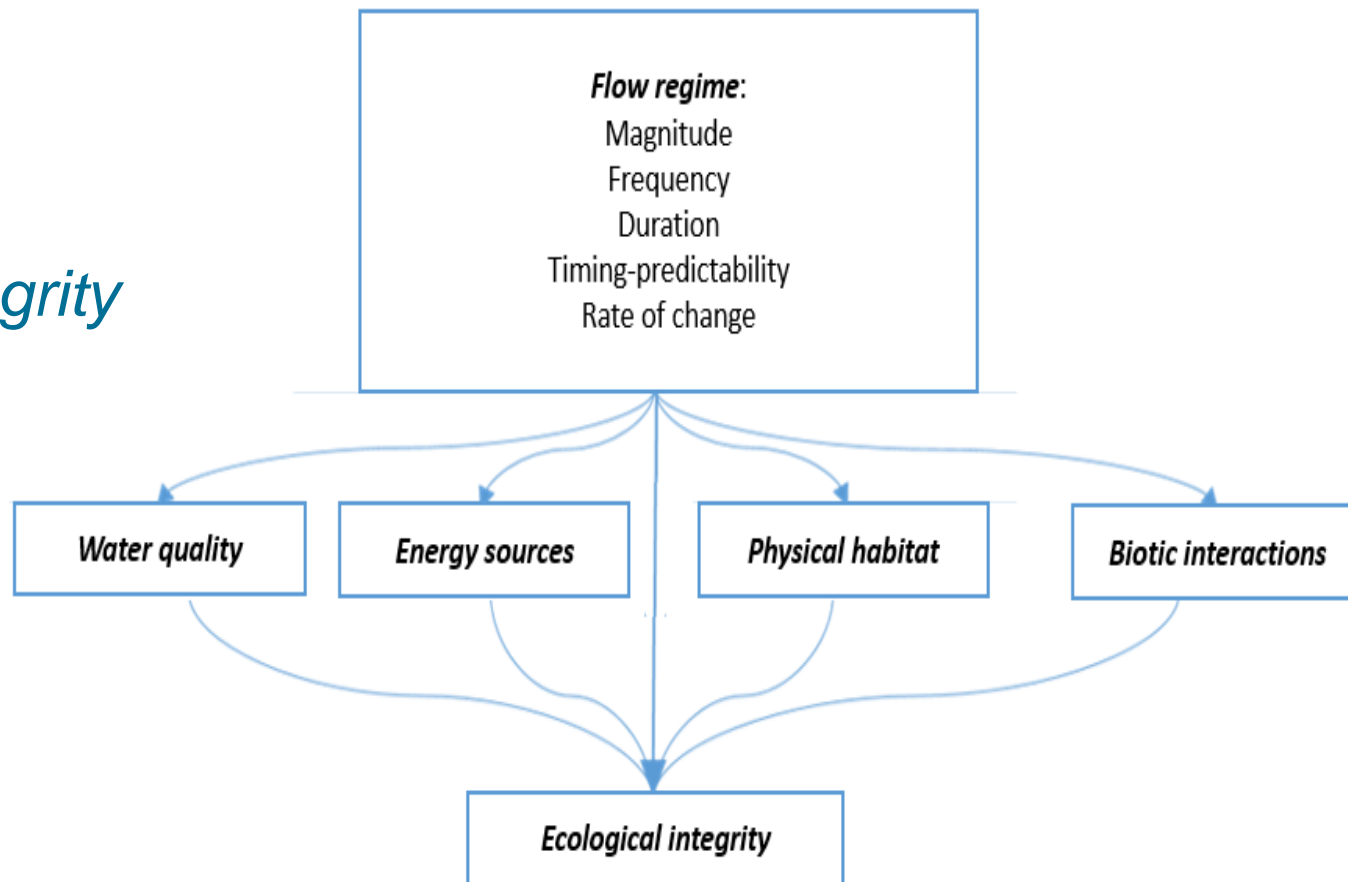 Flow regime:
Magnitude
Frequency
Duration
Timing-predictability
Rate of change
grity
Water quality
Energy sources
Physical habitat
Biotic interactions
Ecological integrity